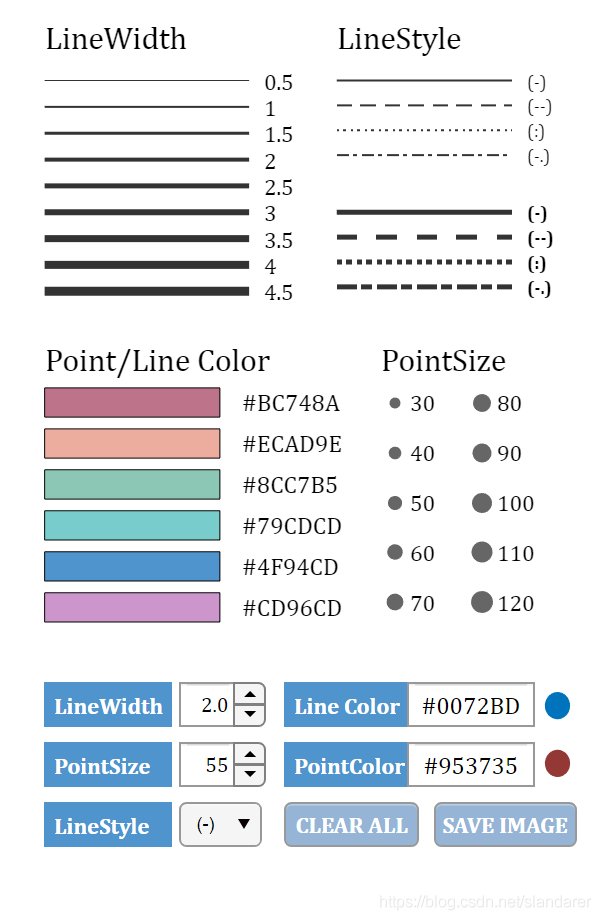 LineWidth
0.5
1
1.5
2
2.5
3
3.5
4
4.5
LineStyle
(-)
(--)
(:)
(-.)
(-)
(--)
(:)
(-.)
Point/Line Color
#BC748A
#ECAD9E
#8CC7B5
#79CDCD
#4F94CD
#CD96CD
PointSize
30 80
40 90
50 100
60 110
70 120
LineWidth 2.0 Line Color #0072BD
PointSize 55 PointColor #953735
LineStyle (-) CLEAR ALL SAVE IMAGE
https://blog.csdn.net/slandarer